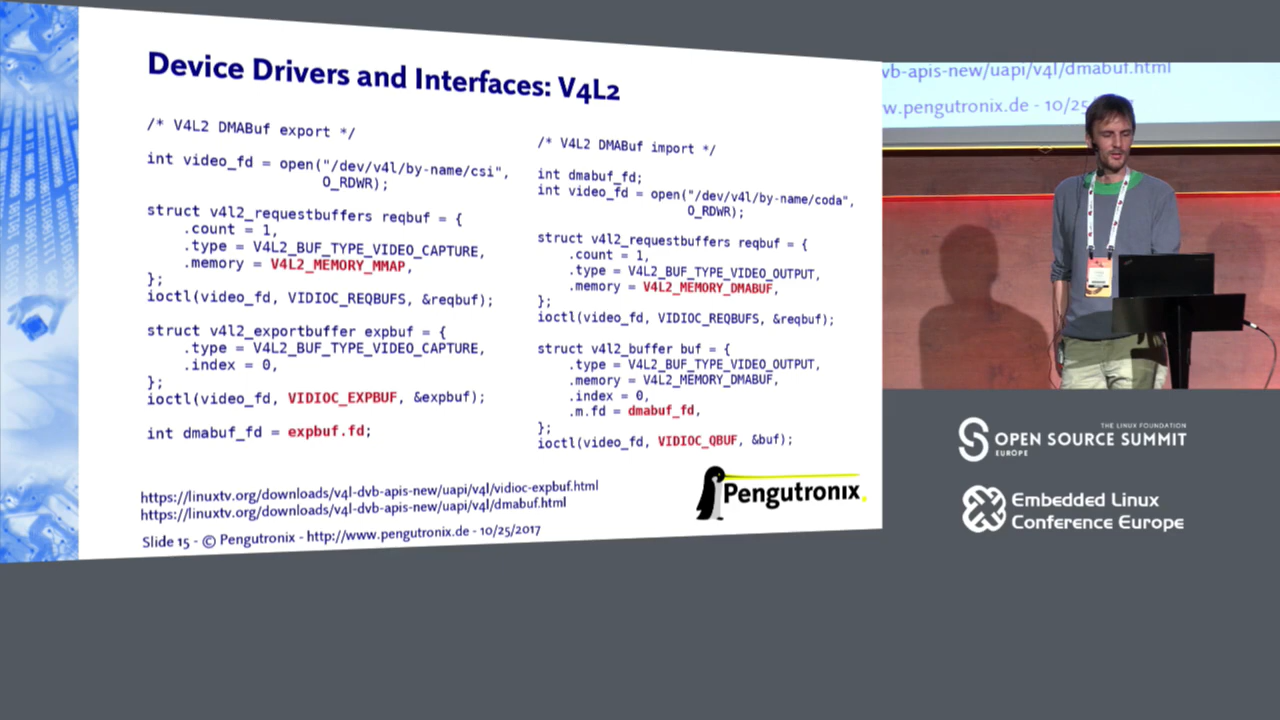 Device Drivers and Interfaces: V4L2
/* V4L2 DMABuf export */
int video_fd = open("/dev/v4l/by-name/csi",
O_RDWR);
struct v4l2_requestbuffers reqbuf = {
.count = 1,
.type = V4L2_BUF_TYPE_VIDEO_CAPTURE,
.memory = V4L2_MEMORY_MMAP,
};
ioctl(video_fd, VIDIOC_REQBUFS, &reqbuf);
struct v4l2_exportbuffer expbuf = {
.type = V4L2_BUF_TYPE_VIDEO_CAPTURE,
.index = 0,
};
ioctl(video_fd, VIDIOC_EXPBUF, &expbuf);
int dmabuf_fd = expbuf.fd;
/* V4L2 DMABuf import */
int dmabuf_fd;
int video_fd = open("/dev/v4l/by-name/coda",
O_RDWR);
struct v4l2_requestbuffers reqbuf = {
.count = 1,
.type = V4L2_BUF_TYPE_VIDEO_OUTPUT,
.memory = V4L2_MEMORY_DMABUF,
};
ioctl(video_fd, VIDIOC_REQBUFS, &reqbuf);
struct v4l2_buffer buf = {
.type = V4L2_BUF_TYPE_VIDEO_OUTPUT,
.memory = V4L2_MEMORY_DMABUF,
.index = 0,
.m.fd = dmabuf_fd,
};
ioctl(video_fd, VIDIOC_QBUF, &buf);
https://linuxtv.org/downloads/v4l-dvb-apis-new/uapi/v4l/vidioc-expbuf.html
https://linuxtv.org/downloads/v4l-dvb-apis-new/uapi/v4l/dmabuf.html
Slide 15 - © Pengutronix - http://www.pengutronix.de - 10/25/2017
Pengutronix
vb-apis-new/uapi/v4l/dmabuf.html
w.pengutronix.de - 10/25
THE LINUX FOUNDATION
OPEN SOURCE SUMMIT
EUROPE
Embedded Linux
Conference Europe